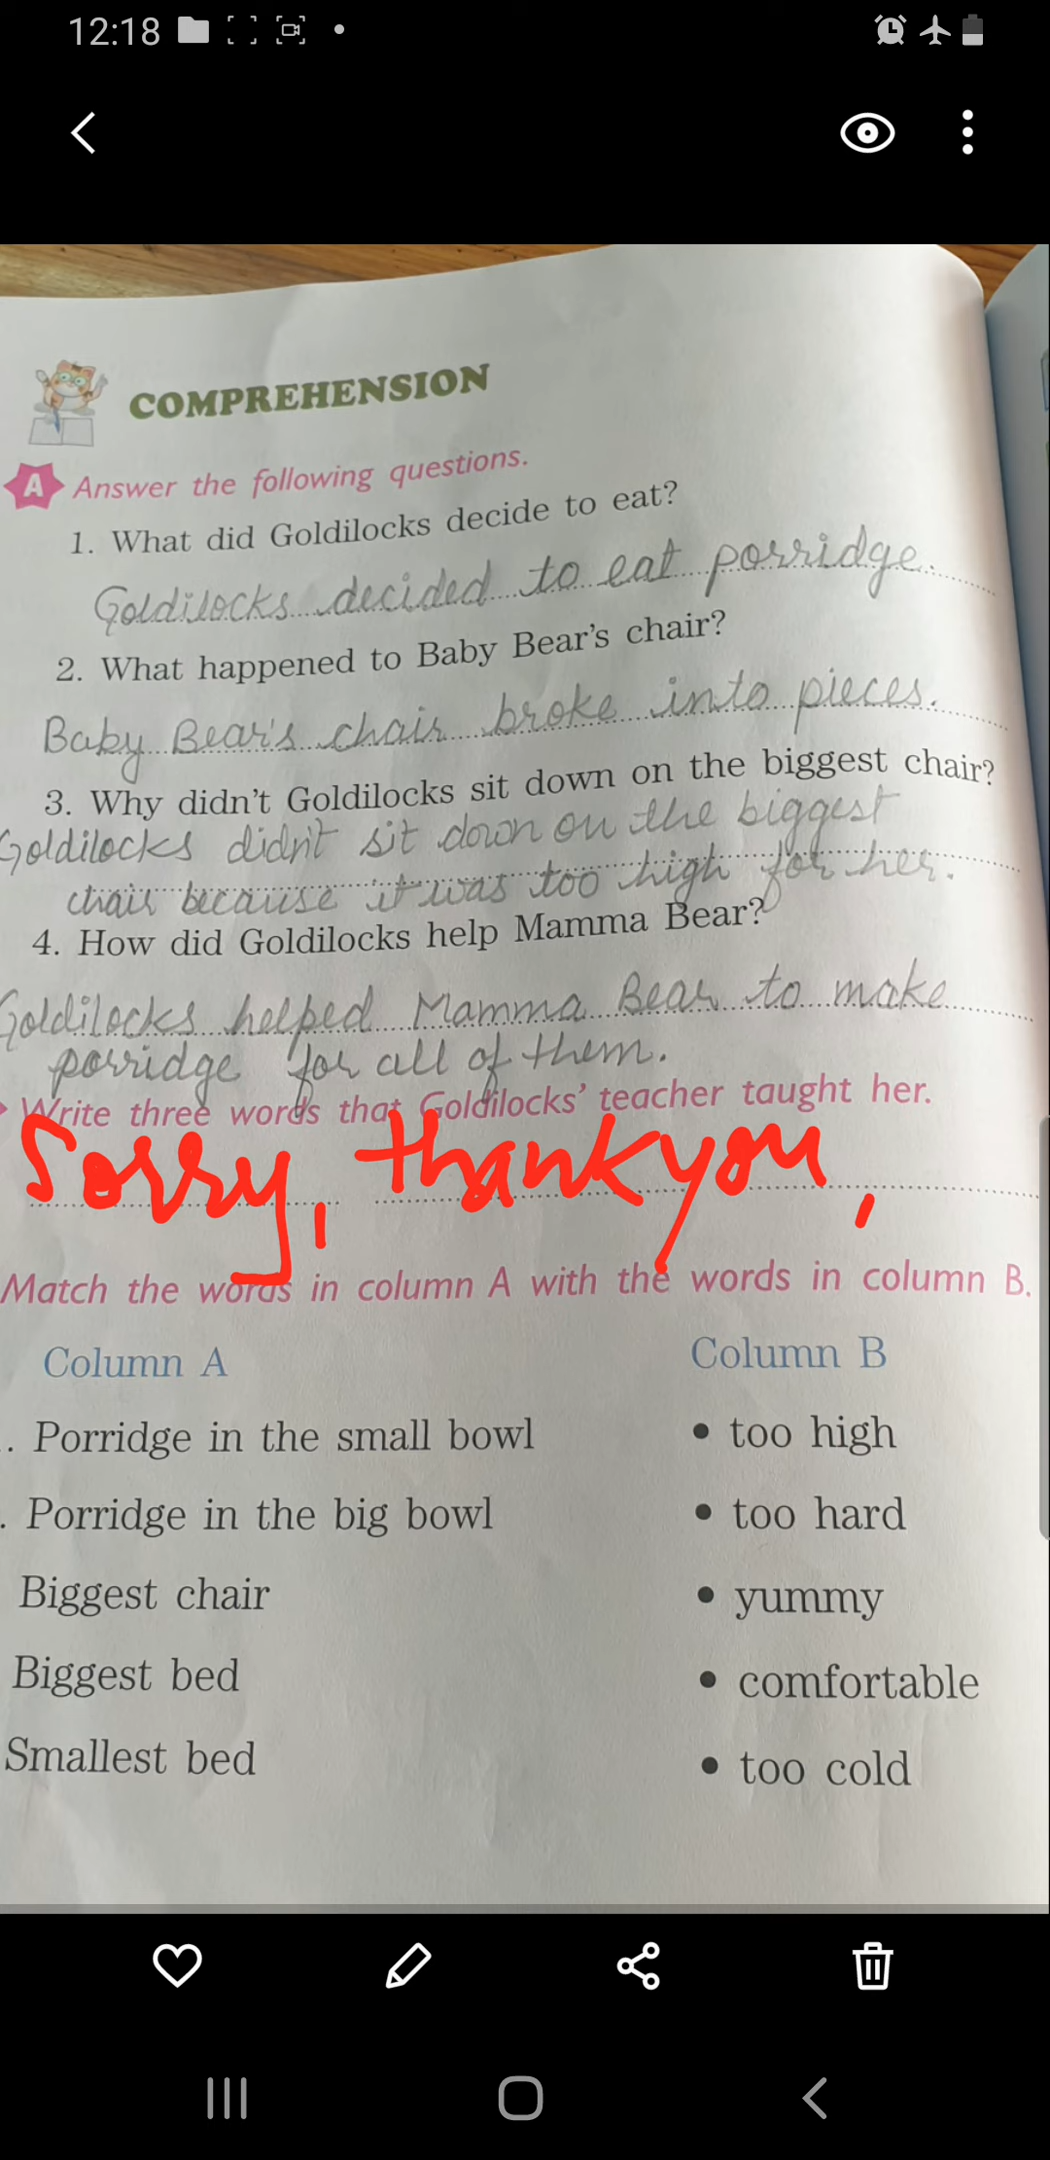 12:18
COMPREHENSION
A Answer the following questions.
1. What did Goldilocks decide to eat?
Goldilocks decided to eat porridge.
2. What happened to Baby Bear's chair?
Baby Bear's chair broke into pieces.
3. Why didn't Goldilocks sit down on the biggest chair?
Goldilocks didn't sit down on the biggest
chair because it was too high for her.
4. How did Goldilocks help Mamma Bear?
Goldilocks helped Mamma Bear to make
porridge for all of them.
Write three words that Goldilocks' teacher taught her.
Sorry, thankyou,
Match the words in column A with the words in column B.
Column A Column B
. Porridge in the small bowl • too high
. Porridge in the big bowl • too hard
Biggest chair • yummy
Biggest bed • comfortable
Smallest bed • too cold